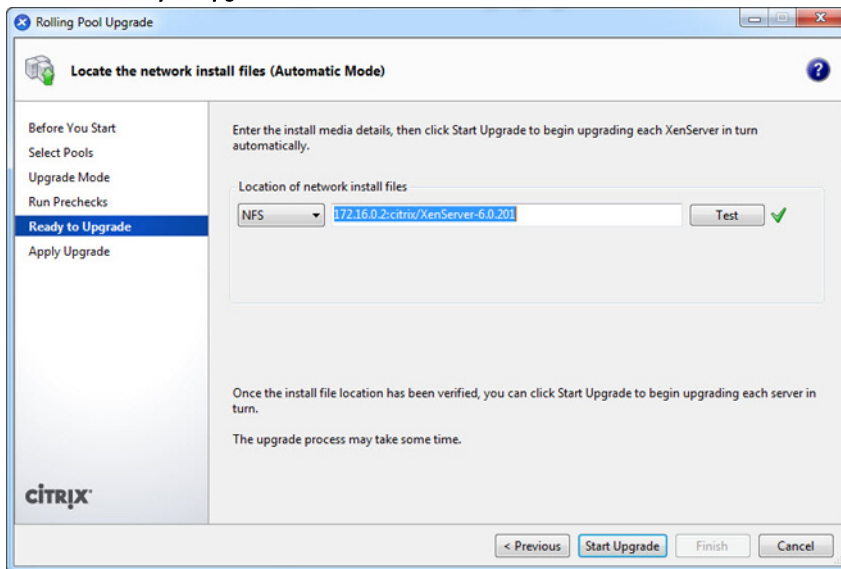 Rolling Pool Upgrade
Locate the network install files (Automatic Mode)
Before You Start
Select Pools
Upgrade Mode
Run Prechecks
Ready to Upgrade
Apply Upgrade
Enter the install media details, then click Start Upgrade to begin upgrading each XenServer in turn
automatically.
Location of network install files
NFS 172.16.0.2:citrix/XenServer-6.0.201 Test
Once the install file location has been verified, you can click Start Upgrade to begin upgrading each server in
turn.
The upgrade process may take some time.
CITRIX
< Previous Start Upgrade Finish Cancel